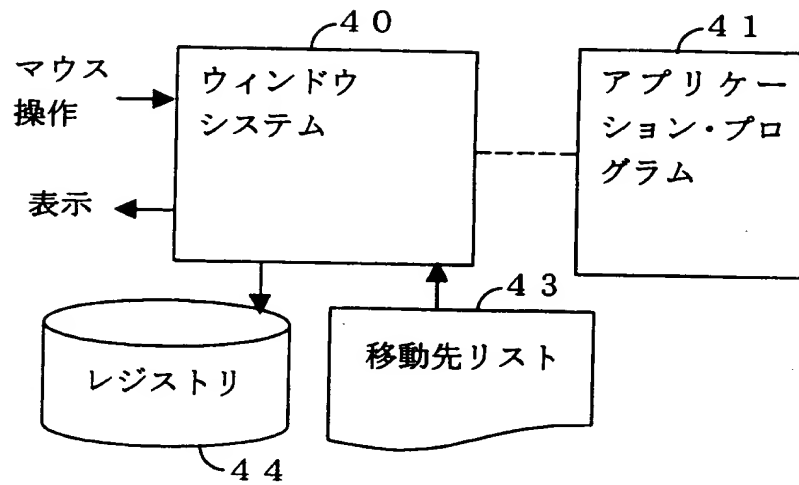 40
41
マウス
操作
ウィンドウ
システム
アプリケー
ション・プロ
グラム
表示
43
移動先リスト
レジストリ
44